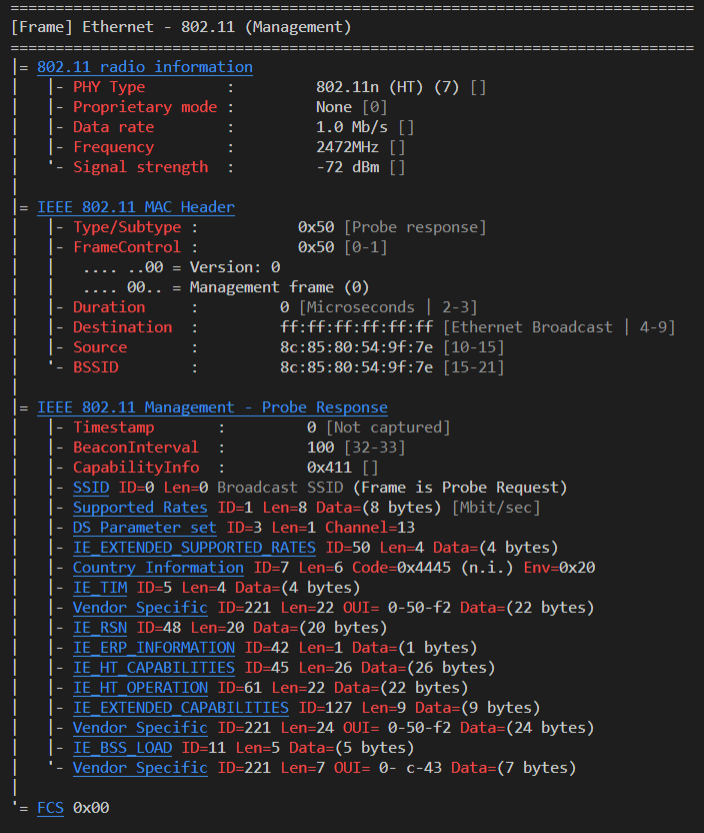 ============================================================================
[Frame] Ethernet - 802.11 (Management)
============================================================================
|= 802.11 radio information
|   |- PHY Type         :         802.11n (HT) (7) []
|   |- Proprietary mode :         None [0]
|   |- Data rate        :         1.0 Mb/s []
|   |- Frequency        :         2472MHz []
|   '- Signal strength  :         -72 dBm []
|
|= IEEE 802.11 MAC Header
|   |- Type/Subtype :           0x50 [Probe response]
|   |- FrameControl :           0x50 [0-1]
|   |   .... ..00 = Version: 0
|   |   .... 00.. = Management frame (0)
|   |- Duration     :         0 [Microseconds | 2-3]
|   |- Destination  :         ff:ff:ff:ff:ff:ff [Ethernet Broadcast | 4-9]
|   |- Source       :         8c:85:80:54:9f:7e [10-15]
|   '- BSSID        :         8c:85:80:54:9f:7e [15-21]
|
|= IEEE 802.11 Management - Probe Response
|   |- Timestamp       :         0 [Not captured]
|   |- BeaconInterval  :         100 [32-33]
|   |- CapabilityInfo  :         0x411 []
|   |- SSID ID=0 Len=0 Broadcast SSID (Frame is Probe Request)
|   |- Supported Rates ID=1 Len=8 Data=(8 bytes) [Mbit/sec]
|   |- DS Parameter set ID=3 Len=1 Channel=13
|   |- IE_EXTENDED_SUPPORTED_RATES ID=50 Len=4 Data=(4 bytes)
|   |- Country Information ID=7 Len=6 Code=0x4445 (n.i.) Env=0x20
|   |- IE_TIM ID=5 Len=4 Data=(4 bytes)
|   |- Vendor Specific ID=221 Len=22 OUI= 0-50-f2 Data=(22 bytes)
|   |- IE_RSN ID=48 Len=20 Data=(20 bytes)
|   |- IE_ERP_INFORMATION ID=42 Len=1 Data=(1 bytes)
|   |- IE_HT_CAPABILITIES ID=45 Len=26 Data=(26 bytes)
|   |- IE_HT_OPERATION ID=61 Len=22 Data=(22 bytes)
|   |- IE_EXTENDED_CAPABILITIES ID=127 Len=9 Data=(9 bytes)
|   |- Vendor Specific ID=221 Len=24 OUI= 0-50-f2 Data=(24 bytes)
|   |- IE_BSS_LOAD ID=11 Len=5 Data=(5 bytes)
|   '- Vendor Specific ID=221 Len=7 OUI= 0- c-43 Data=(7 bytes)
|
'= FCS 0x00